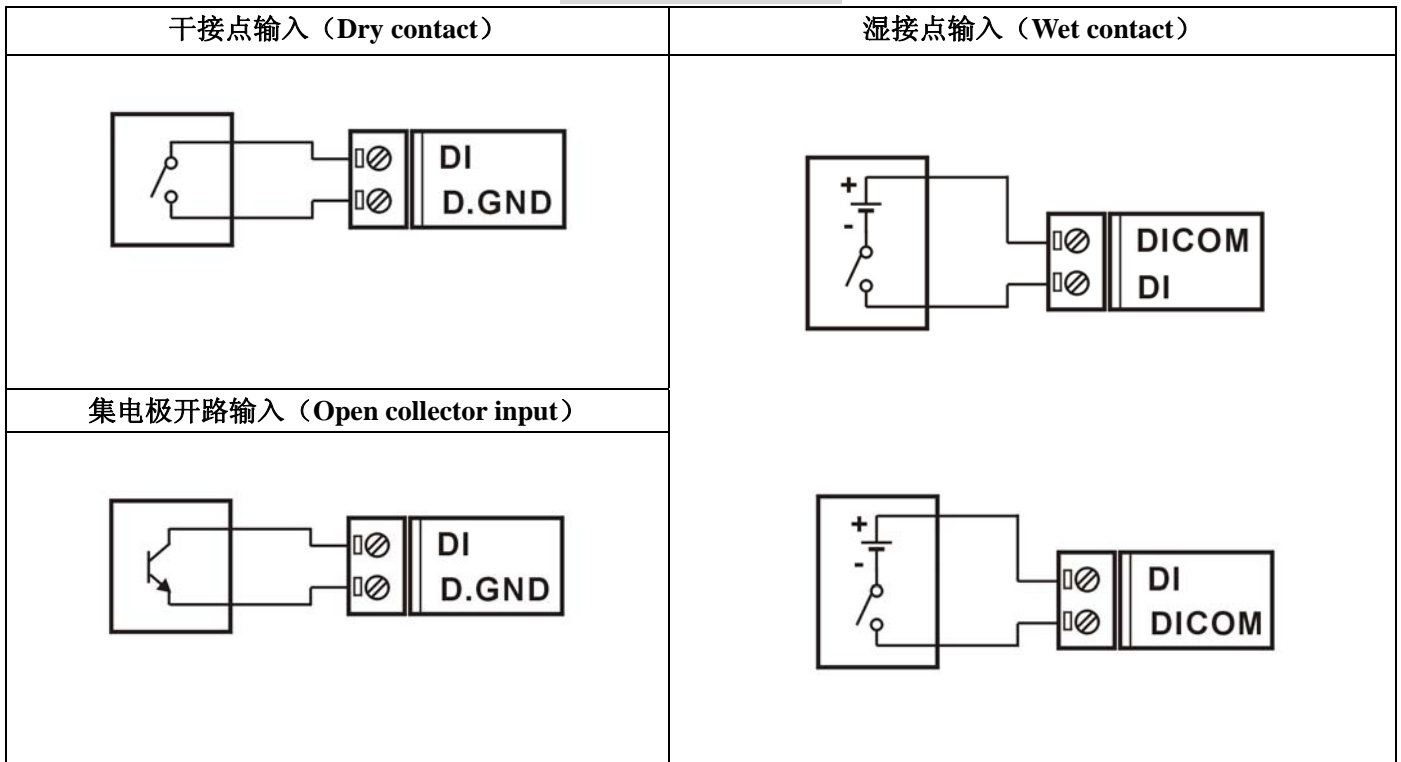 干接点输入（Dry contact）
湿接点输入（Wet contact）
DI
D.GND
+
-
DICOM
DI
集电极开路输入（Open collector input）
DI
D.GND
+
-
DI
DICOM